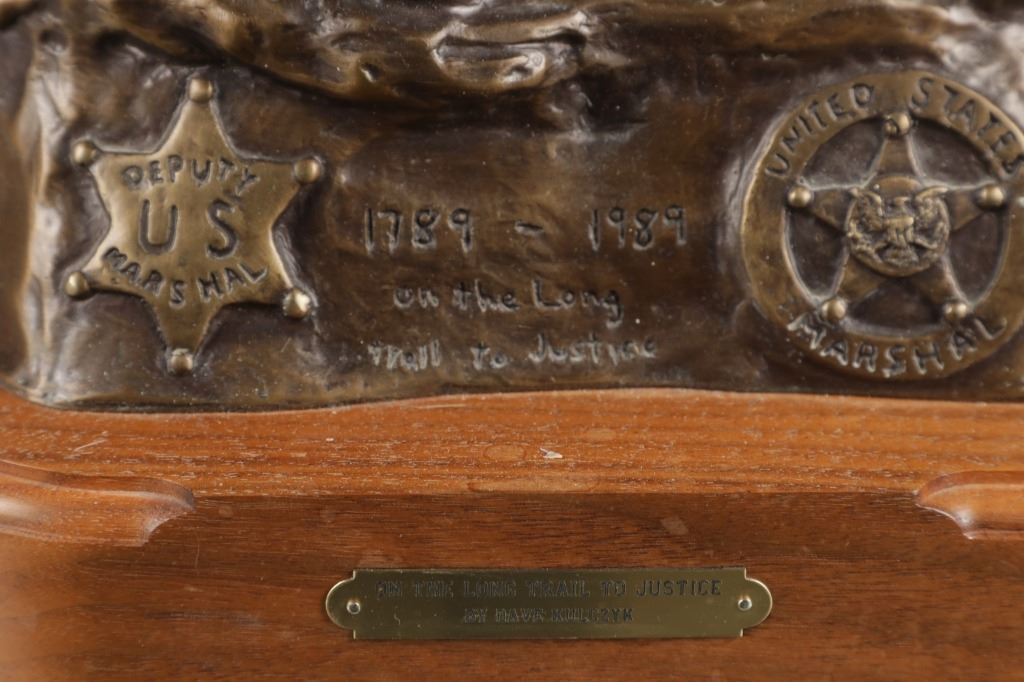 DEPUTY
US
MARSHAL
1789 - 1989
on the Long
Trail to Justice
UNITED STATES
MARSHAL
ON THE LONG TRAIL TO JUSTICE
BY DAVE KULCZYK